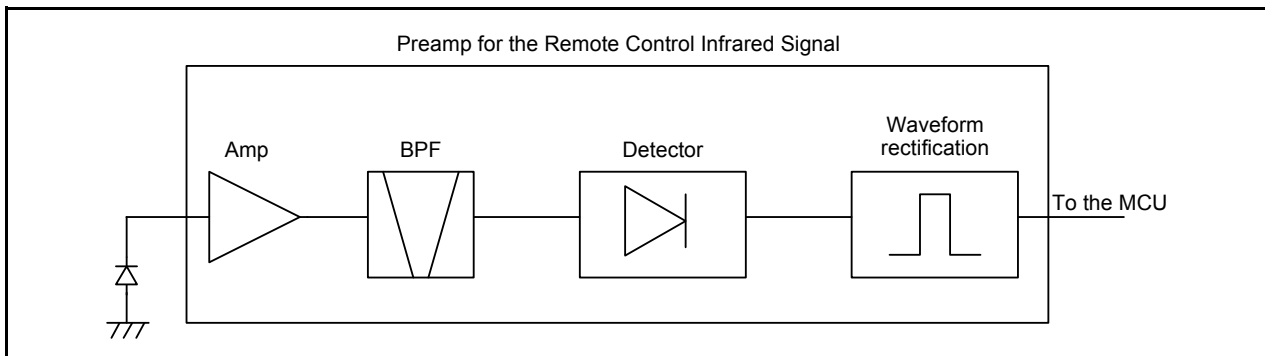 Preamp for the Remote Control Infrared Signal
Amp
BPF
Detector
Waveform
rectification
To the MCU